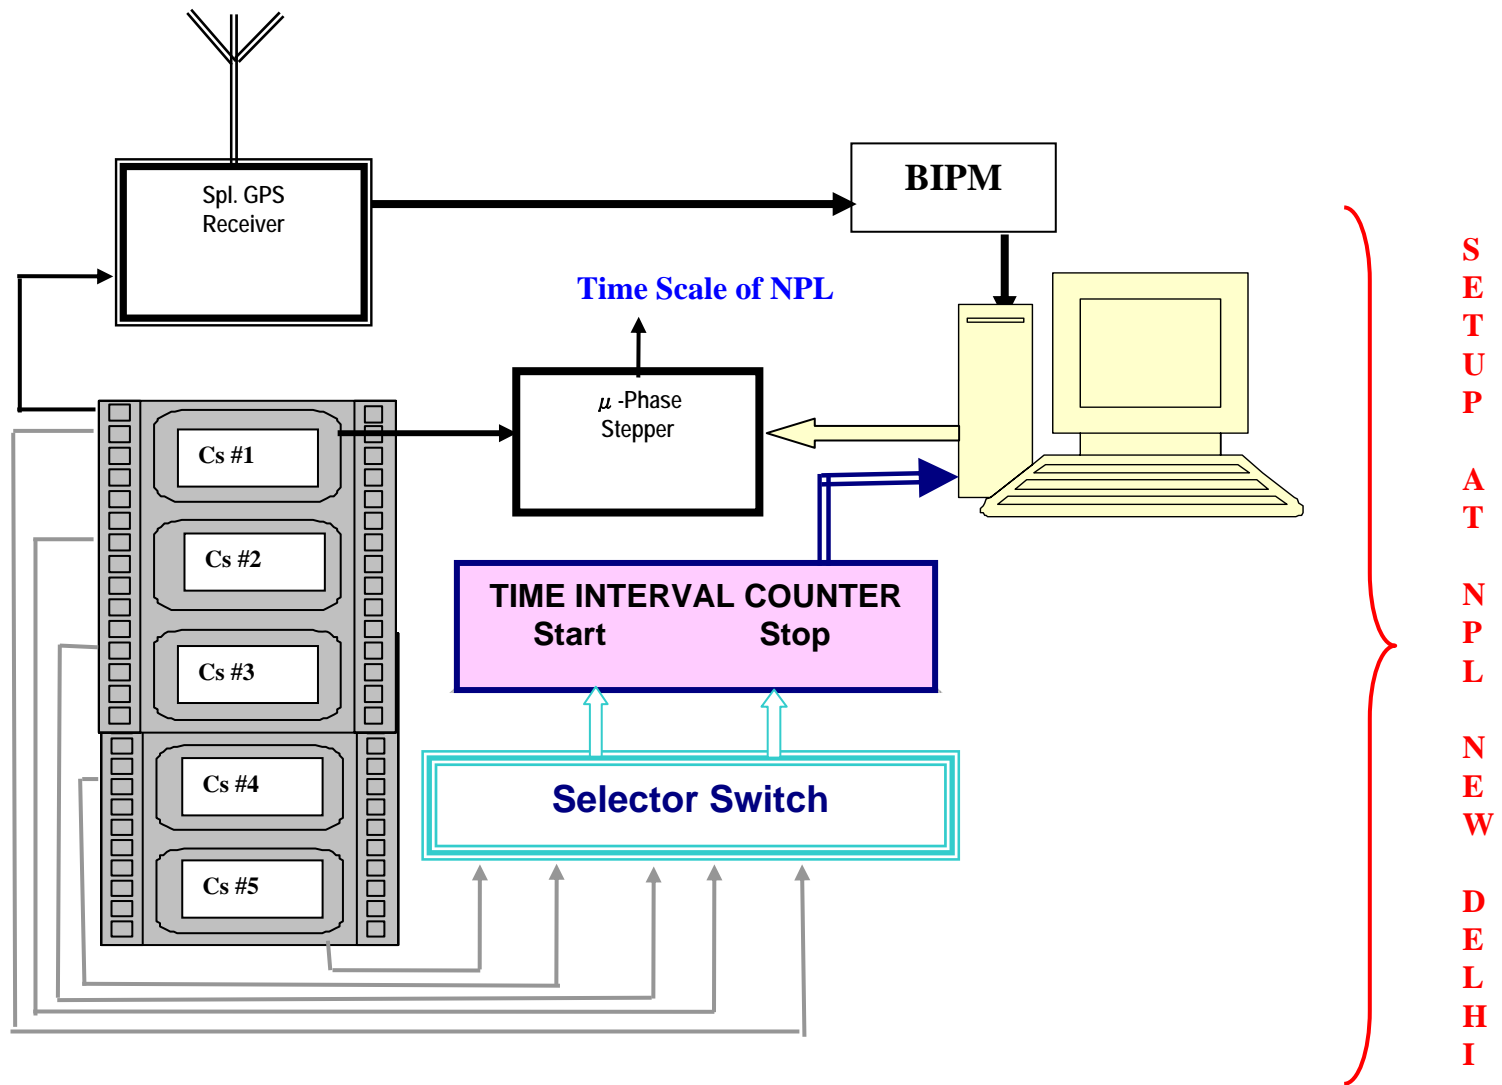 Spl. GPS
Receiver
BIPM
Time Scale of NPL
μ -Phase
Stepper
Cs #1
Cs #2
Cs #3
Cs #4
Cs #5
TIME INTERVAL COUNTER
Start Stop
Selector Switch
SETUP AT NPL NEW DELHI